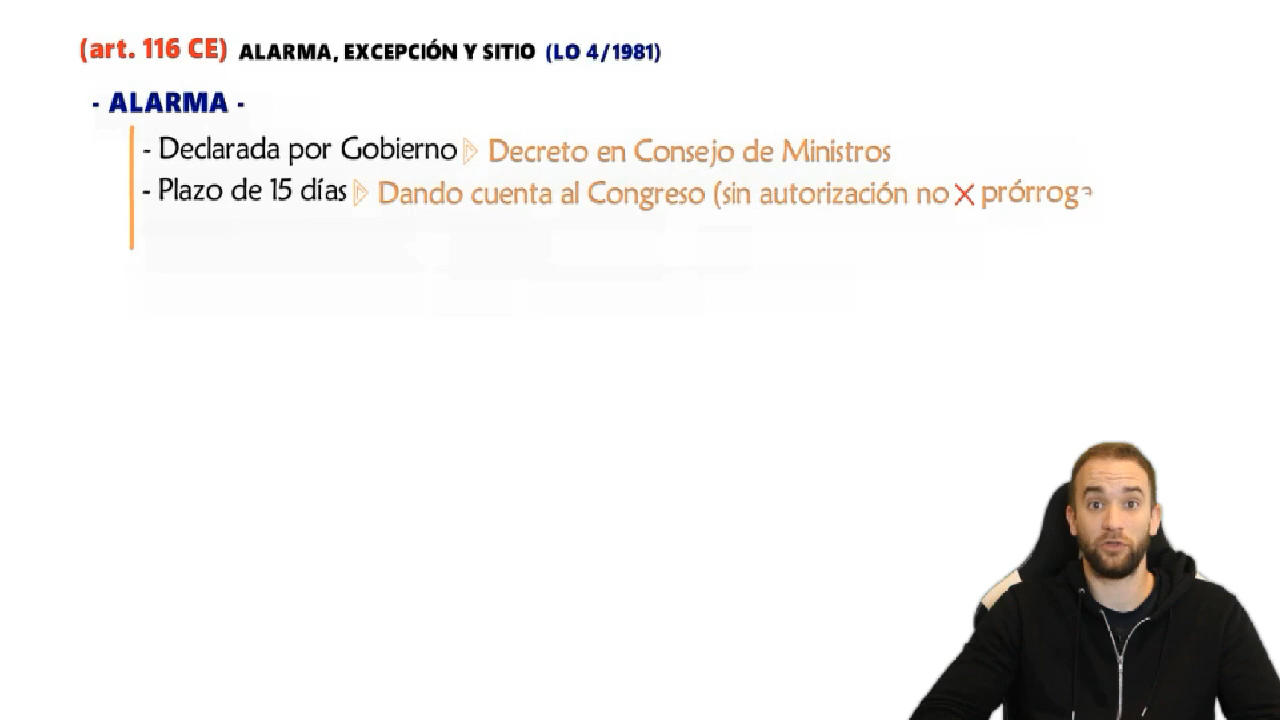 (art. 116 CE) ALARMA, EXCEPCIÓN Y SITIO (LO 4/1981)
- ALARMA -
- Declarada por Gobierno ▷ Decreto en Consejo de Ministros
- Plazo de 15 días ▷ Dando cuenta al Congreso (sin autorización no X prórroga